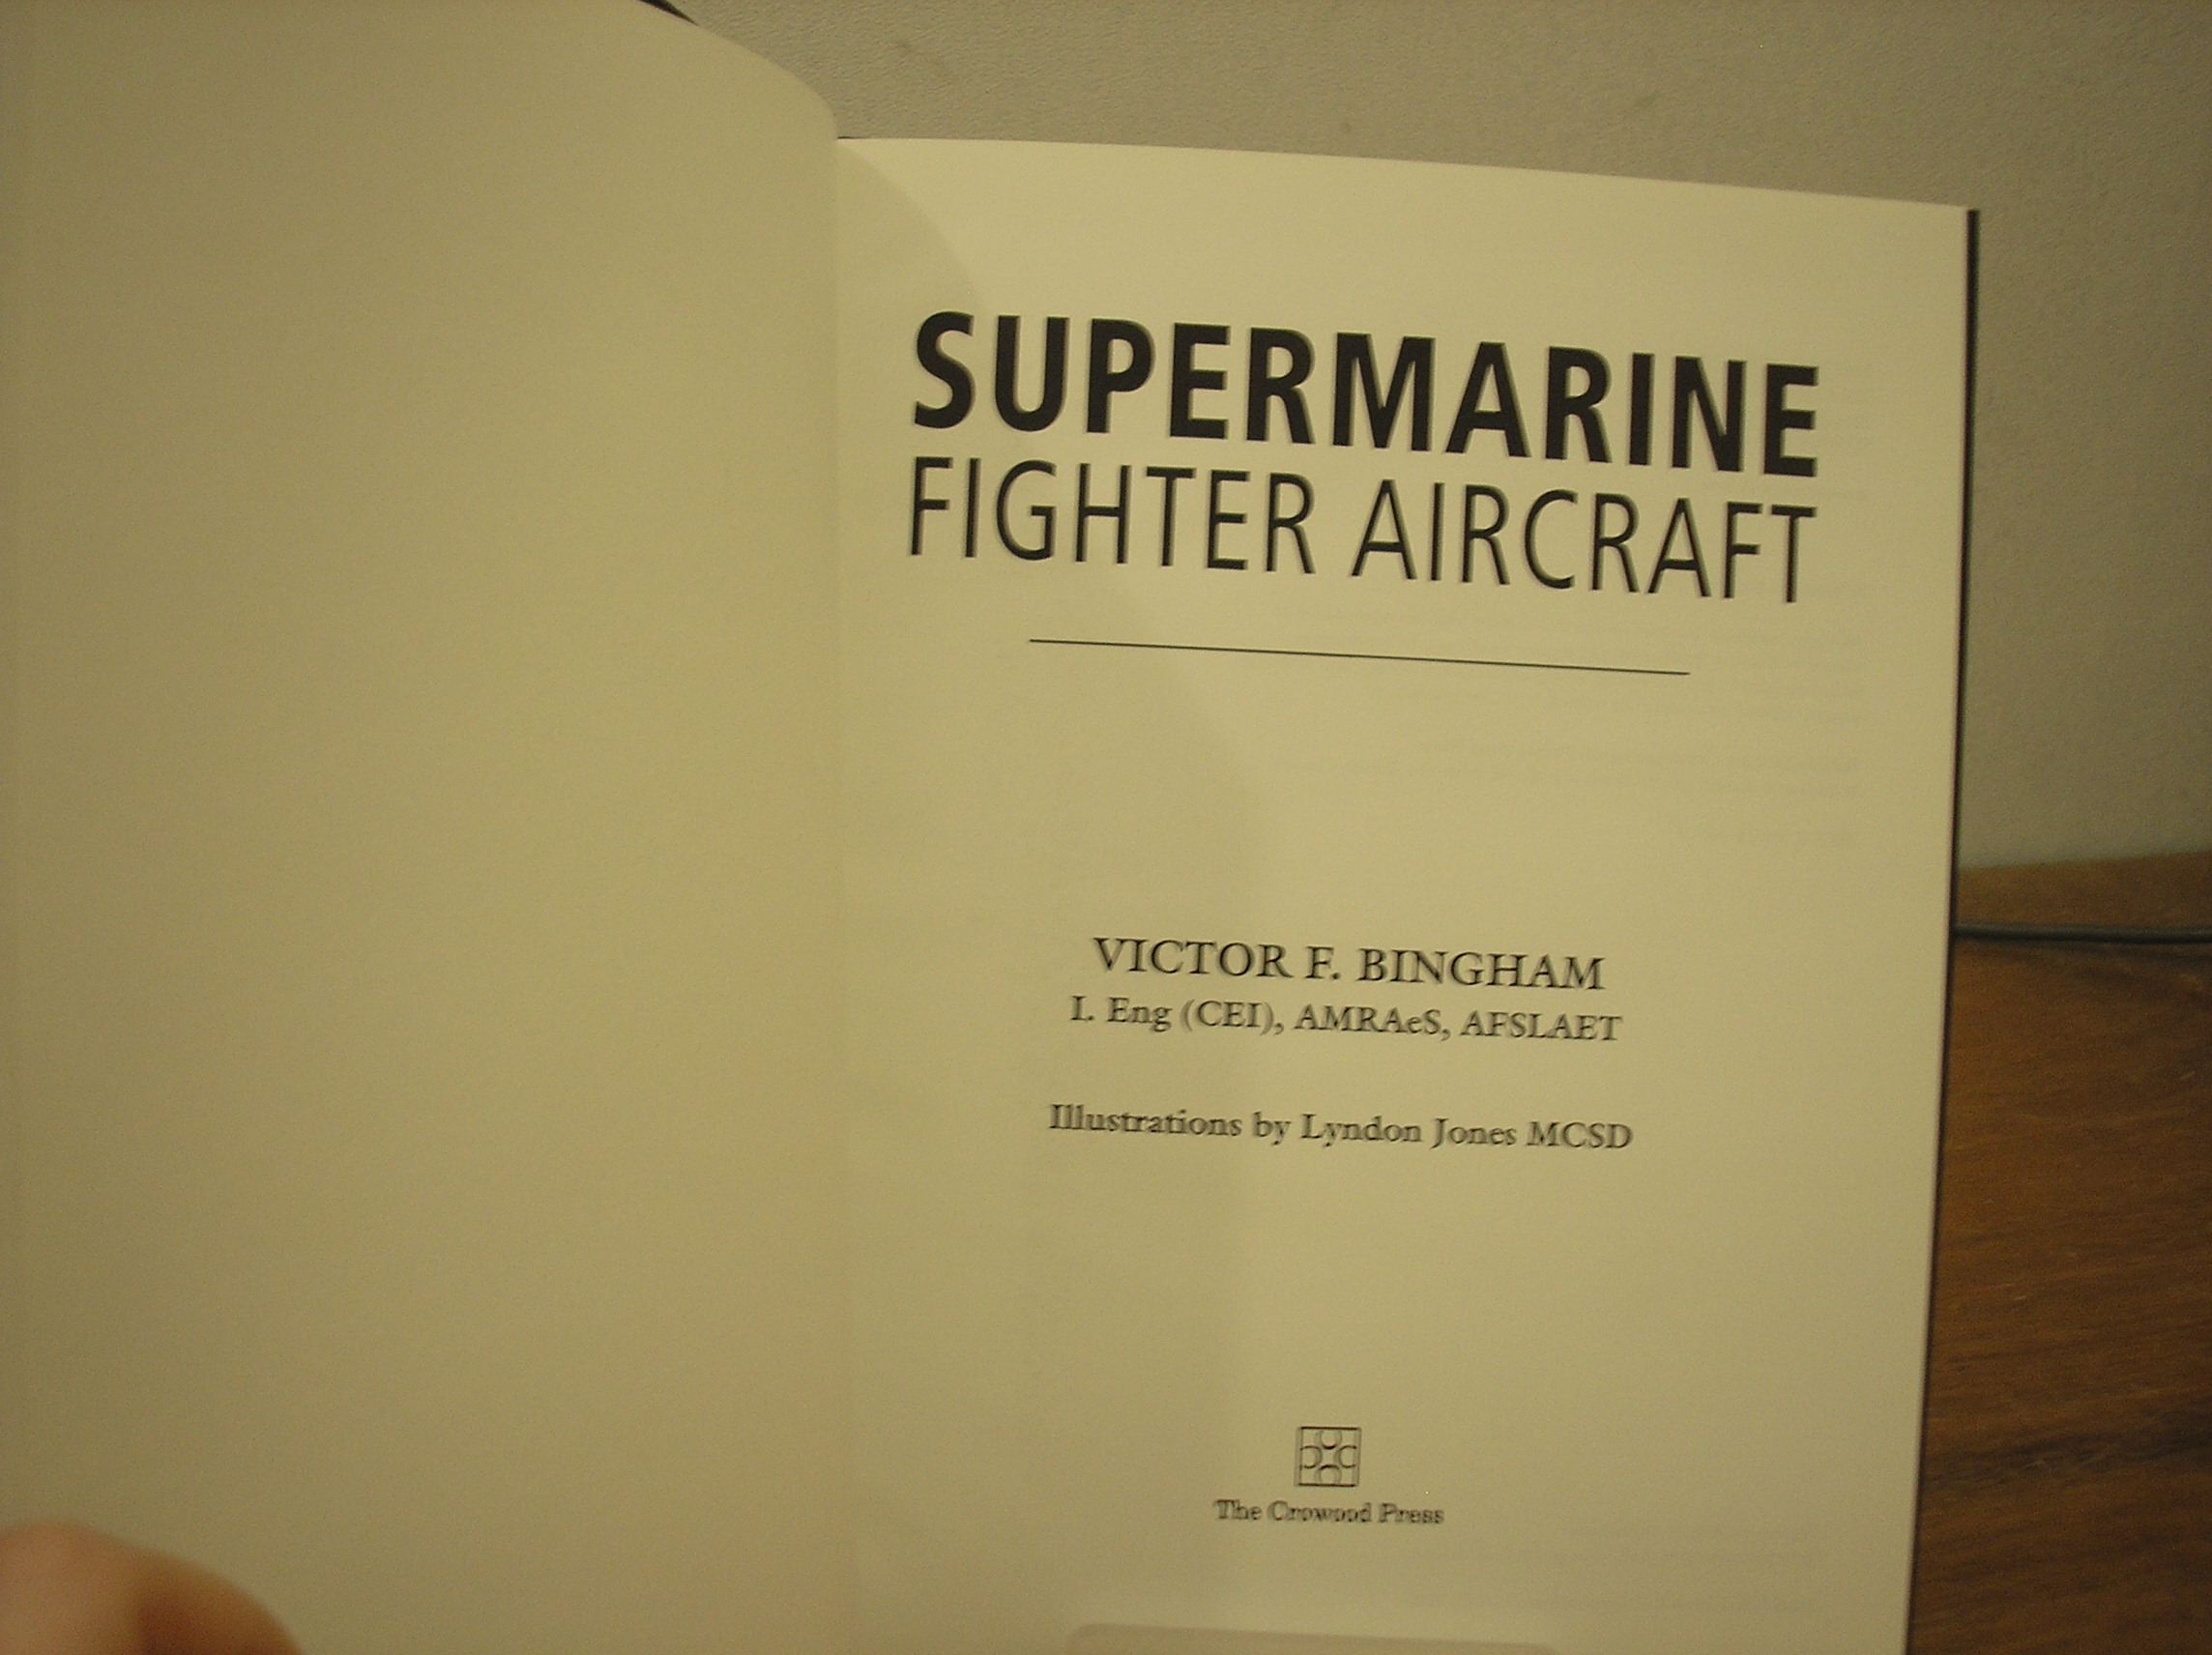 SUPERMARINE
FIGHTER AIRCRAFT
VICTOR F. BINGHAM
I. Eng (CEI), AMRAeS, AFSLAET
Illustrations by Lyndon Jones MCSD
The Crowood Press